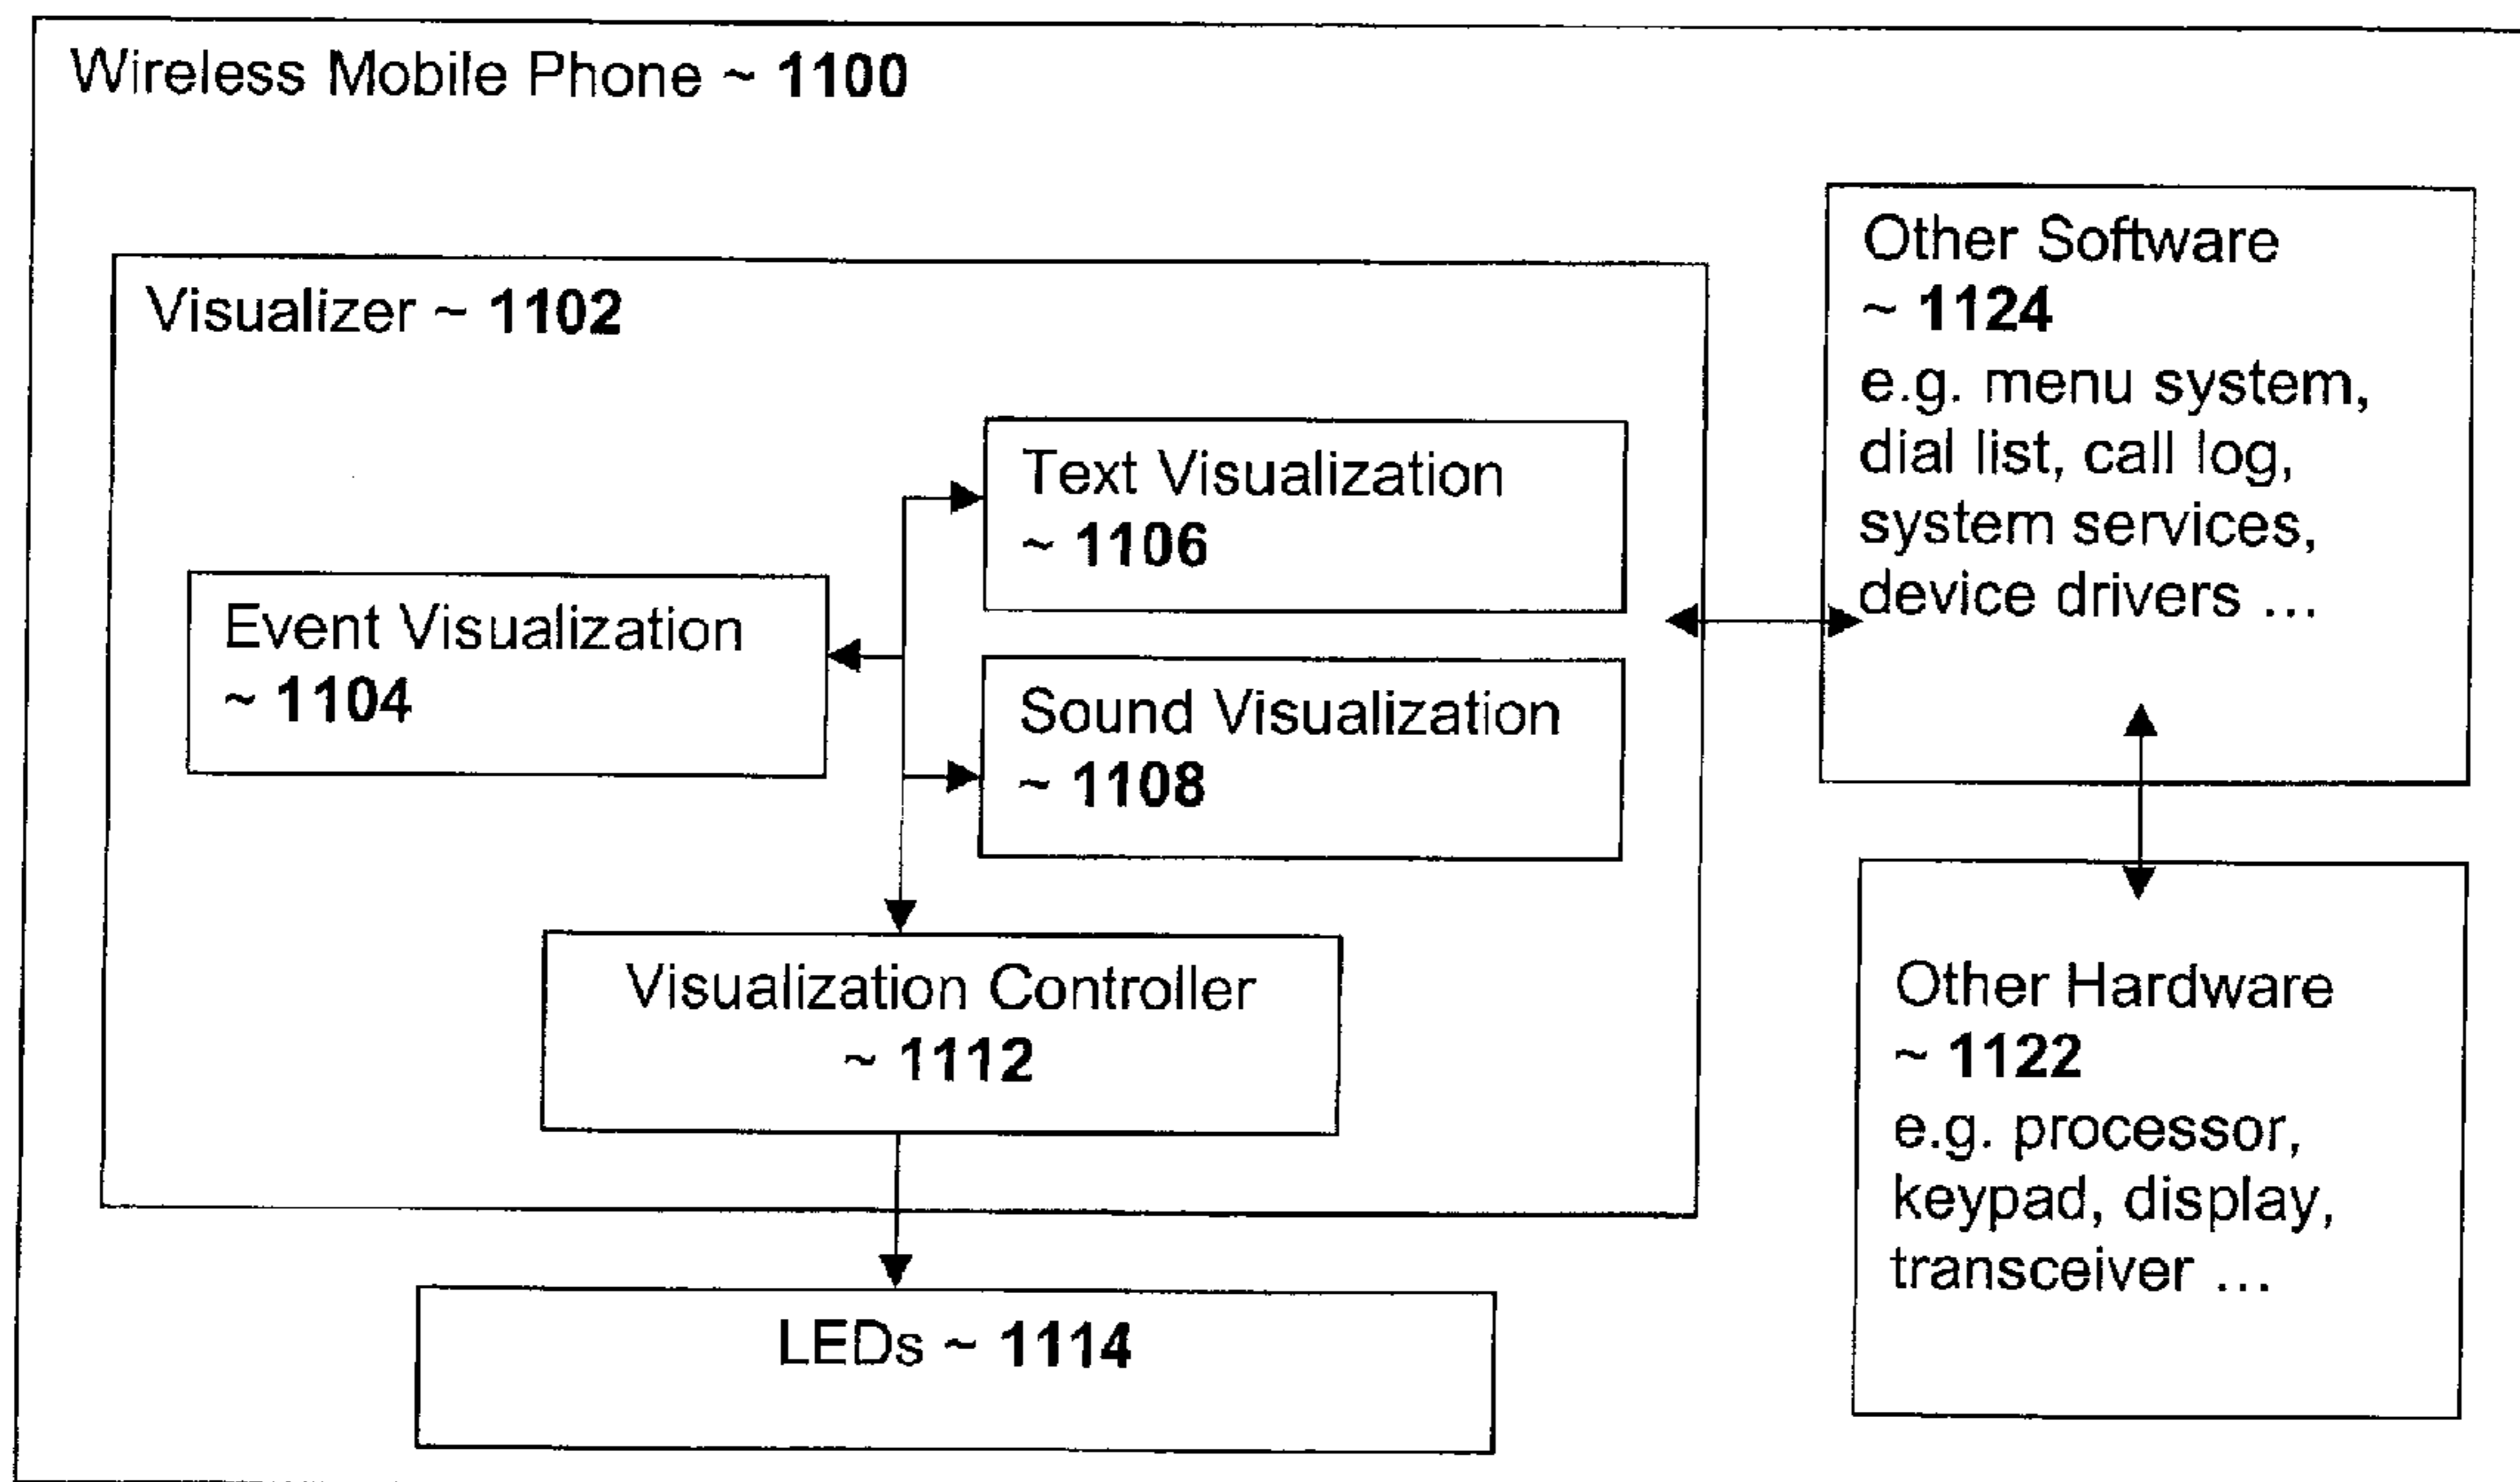 Wireless Mobile Phone ~ 1100
Visualizer ~ 1102
Text Visualization
~ 1106
Event Visualization
~ 1104
Sound Visualization
~ 1108
Visualization Controller
~ 1112
LEDs ~ 1114
Other Software
~ 1124
e.g. menu system,
dial list, call log,
system services,
device drivers ...
Other Hardware
~ 1122
e.g. processor,
keypad, display,
transceiver ...